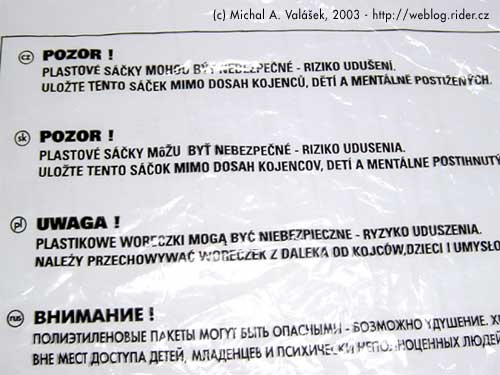 (c) Michal A. Valášek, 2003 - http://weblog.rider.cz
cz POZOR !
PLASTOVÉ SÁČKY MOHOU BÝT NEBEZPEČNÉ - RIZIKO UDUŠENÍ.
ULOŽTE TENTO SÁČEK MIMO DOSAH KOJENCŮ, DĚTÍ A MENTÁLNE POSTIŽENÝCH.
sk POZOR !
PLASTOVÉ SÁČKY MôŽU BYŤ NEBEZPEČNÉ - RIZIKO UDUSENIA.
ULOŽTE TENTO SÁČOK MIMO DOSAH KOJENCOV, DETÍ A MENTÁLNE POSTIHNUTÝ
pl UWAGA !
PLASTIKOWE WORECZKI MOGĄ BYĆ NIEBEZPIECZNE - RYZYKO UDUSZENIA.
NALEŻY PRZECHOWYWAĆ WORECZEK Z DALEKA OD KOJCÓW,DZIECI I UMYSŁO
rus ВНИМАНИЕ !
ПОЛИЭТИЛЕНОВЫЕ ПАКЕТЫ МОГУТ БЫТЬ ОПАСНЫМИ - ВОЗМОЖНО УДУШЕНИЕ. Х
ВНЕ МЕСТ ДОСТУПА ДЕТЕЙ, МЛАДЕНЦЕВ И ПСИХИЧЕСКИ НЕПОЛНОЦЕННЫХ ЛЮДЕЙ